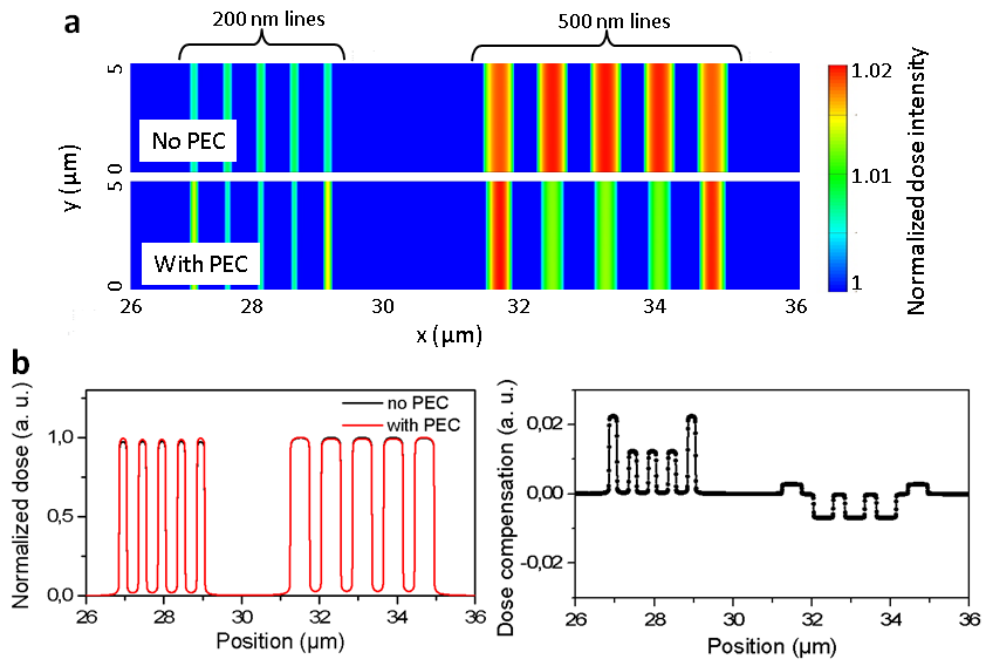 a
200 nm lines
500 nm lines
No PEC
With PEC
y (µm)
5
0
5
0
26
28
30
32
34
36
x (µm)
1.02
1.01
1
Normalized dose intensity
b
Normalized dose (a. u.)
1,0
0,5
0,0
no PEC
with PEC
26 28 30 32 34 36
Position (µm)
Dose compensation (a. u.)
0,02
0,00
-0,02
26 28 30 32 34 36
Position (µm)